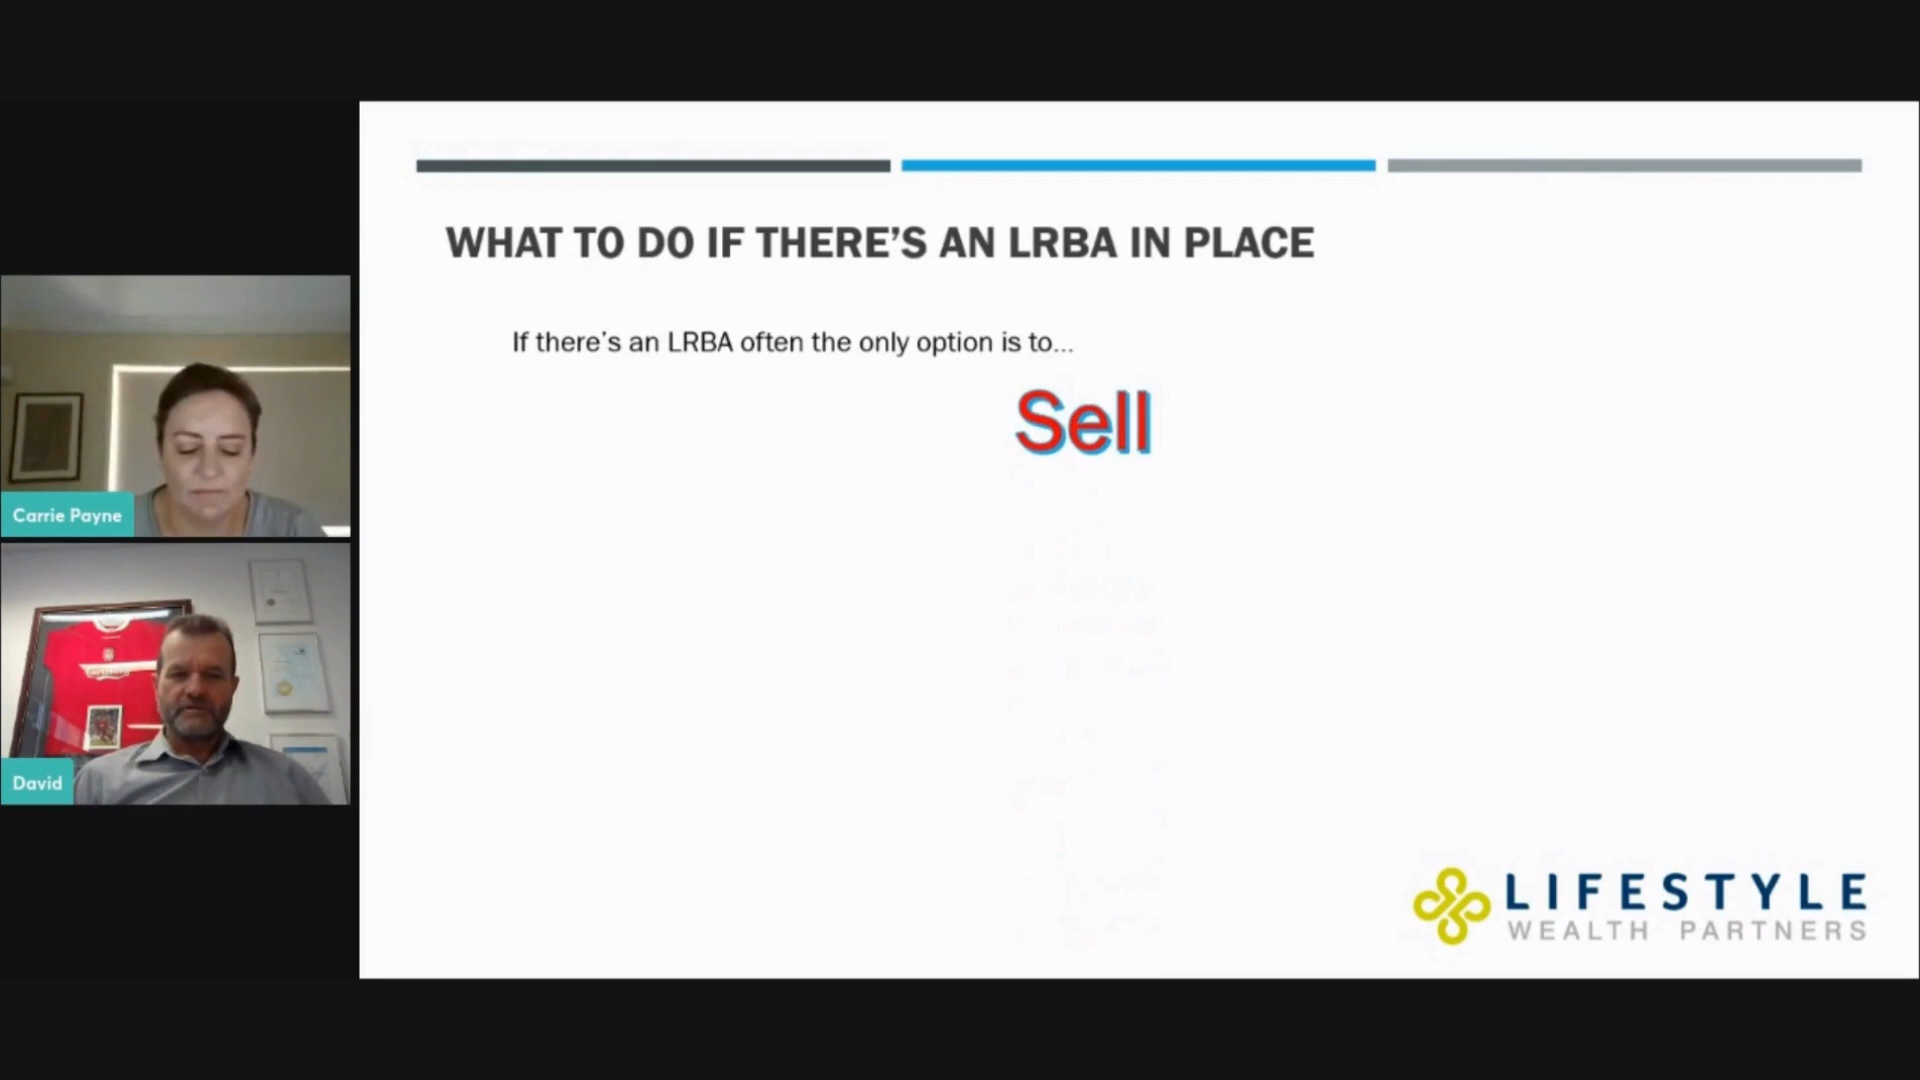 WHAT TO DO IF THERE’S AN LRBA IN PLACE
If there’s an LRBA often the only option is to...
Sell
Carrie Payne
David
LIFESTYLE
WEALTH PARTNERS